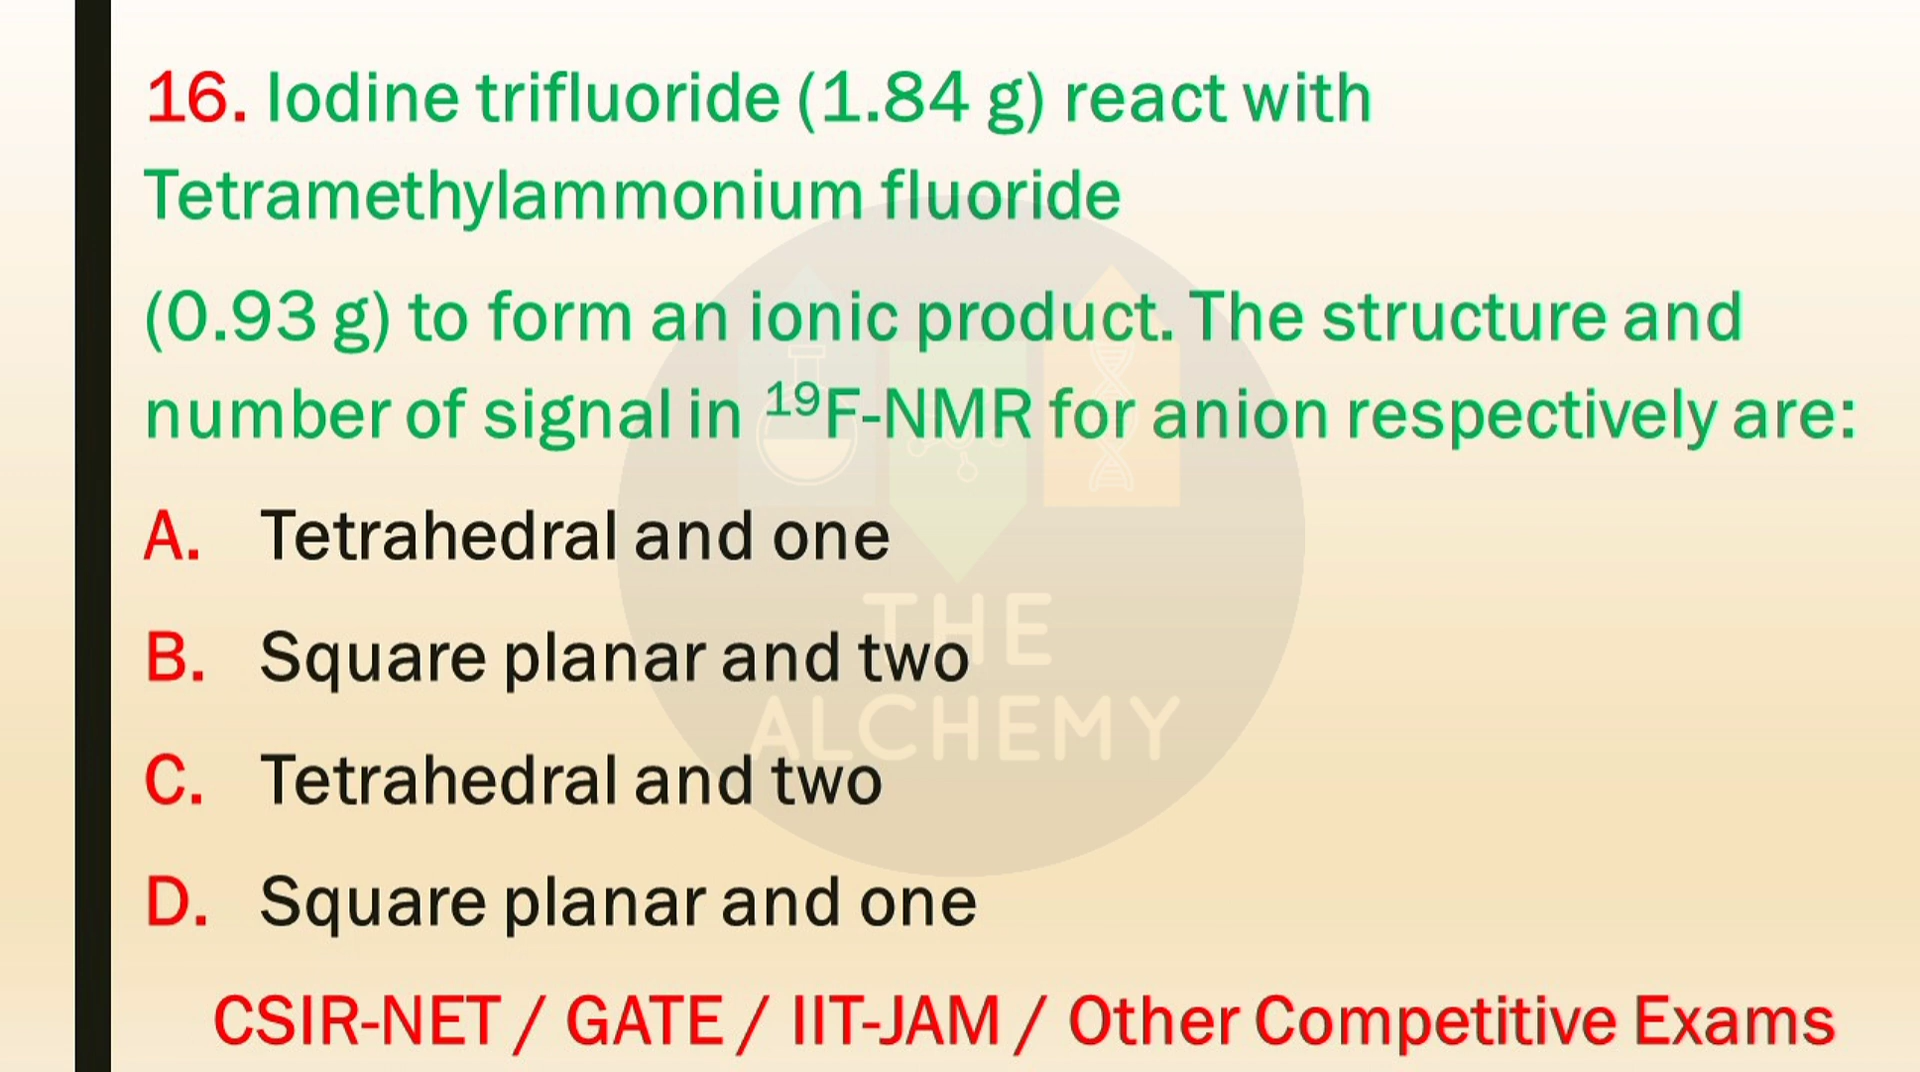 16. Iodine trifluoride (1.84 g) react with
Tetramethylammonium fluoride
(0.93 g) to form an ionic product. The structure and
number of signal in ¹⁹F-NMR for anion respectively are:
A. Tetrahedral and one
B. Square planar and two
C. Tetrahedral and two
D. Square planar and one
THE
ALCHEMY
CSIR-NET / GATE / IIT-JAM / Other Competitive Exams